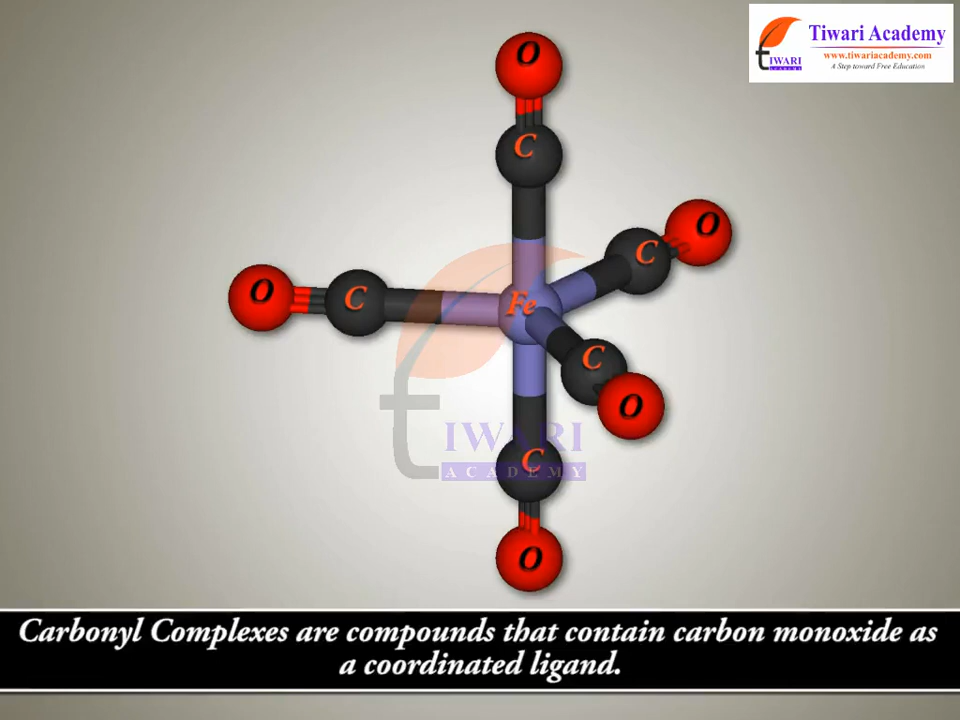 Tiwari Academy
www.tiwariacademy.com
A Step toward Free Education
tIWARI
ACADEMY
O
C
C
O
O
C
Fe
C
O
tIWARI
ACADEMY
C
O
Carbonyl Complexes are compounds that contain carbon monoxide as
a coordinated ligand.